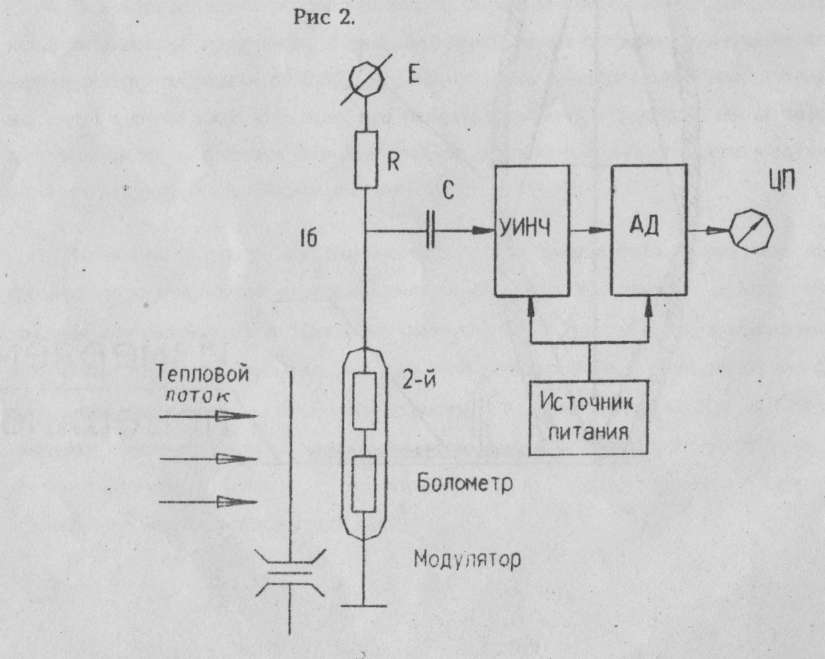 Рис 2.
E
R
C
ЦП
Iб
УИНЧ
АД
Тепловой
поток
2-й
Источник
питания
Болометр
Модулятор